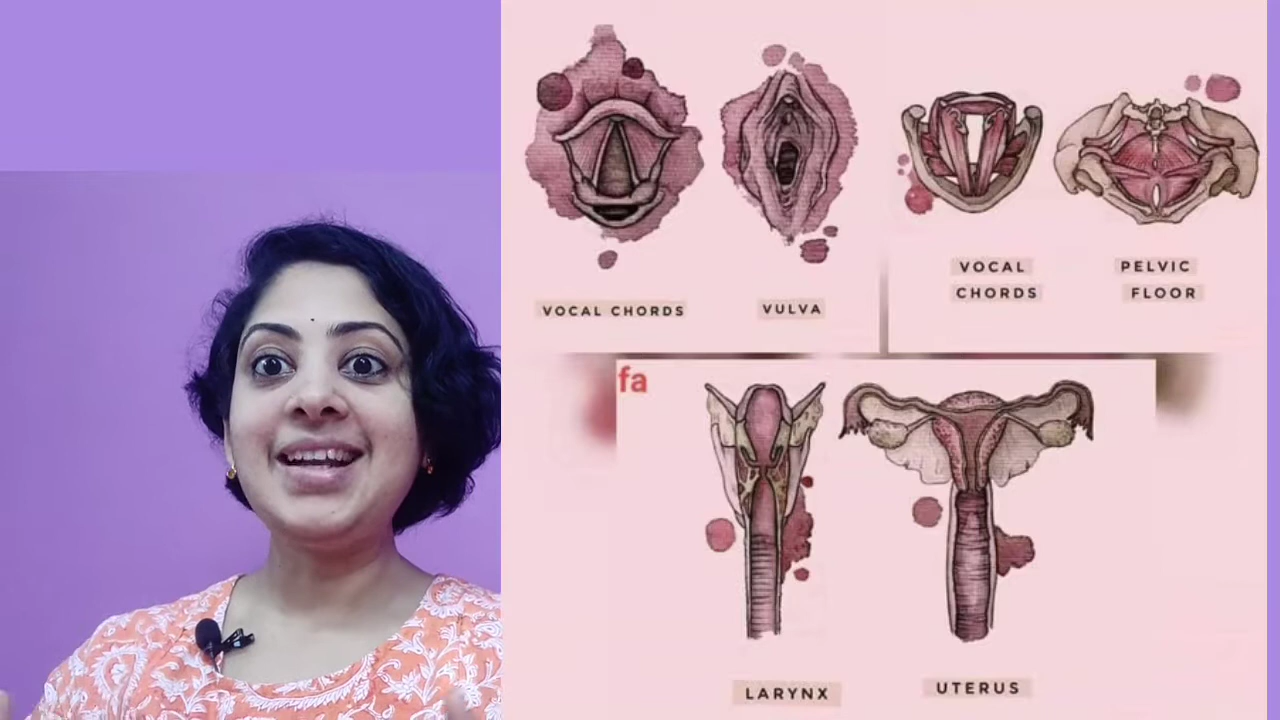 VOCAL CHORDS
VULVA
VOCAL
CHORDS
PELVIC
FLOOR
fa
LARYNX
UTERUS